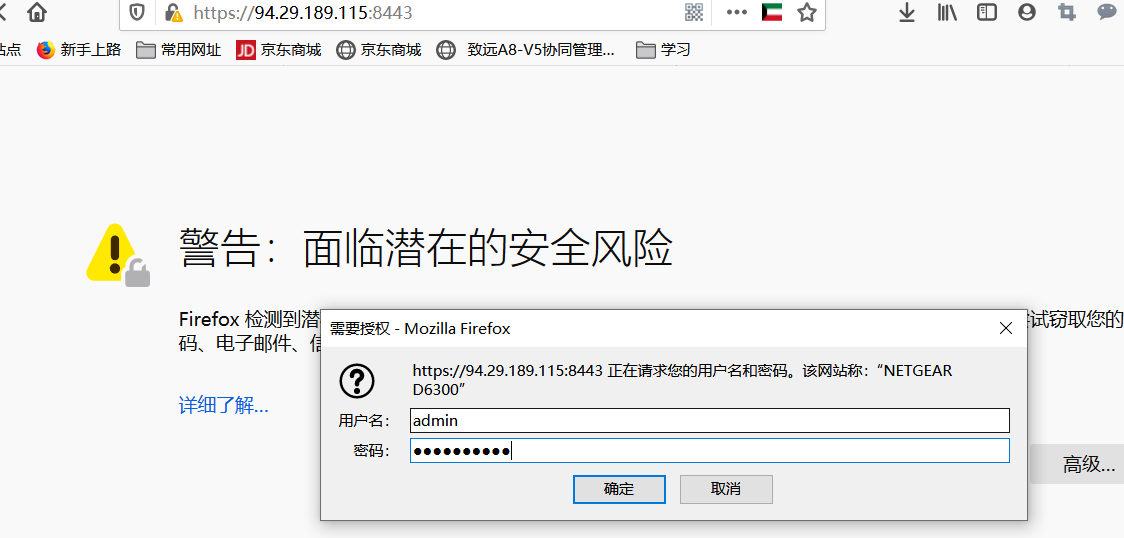 https://94.29.189.115:8443
站点 新手上路 常用网址 JD 京东商城 京东商城 致远A8-V5协同管理... 学习
警告：面临潜在的安全风险
Firefox 检测到潜
试窃取您的
码、电子邮件、信
详细了解...
高级...
需要授权 - Mozilla Firefox
https://94.29.189.115:8443 正在请求您的用户名和密码。该网站称：“NETGEAR
D6300”
用户名： admin
密码： ●●●●●●●●●●
确定 取消